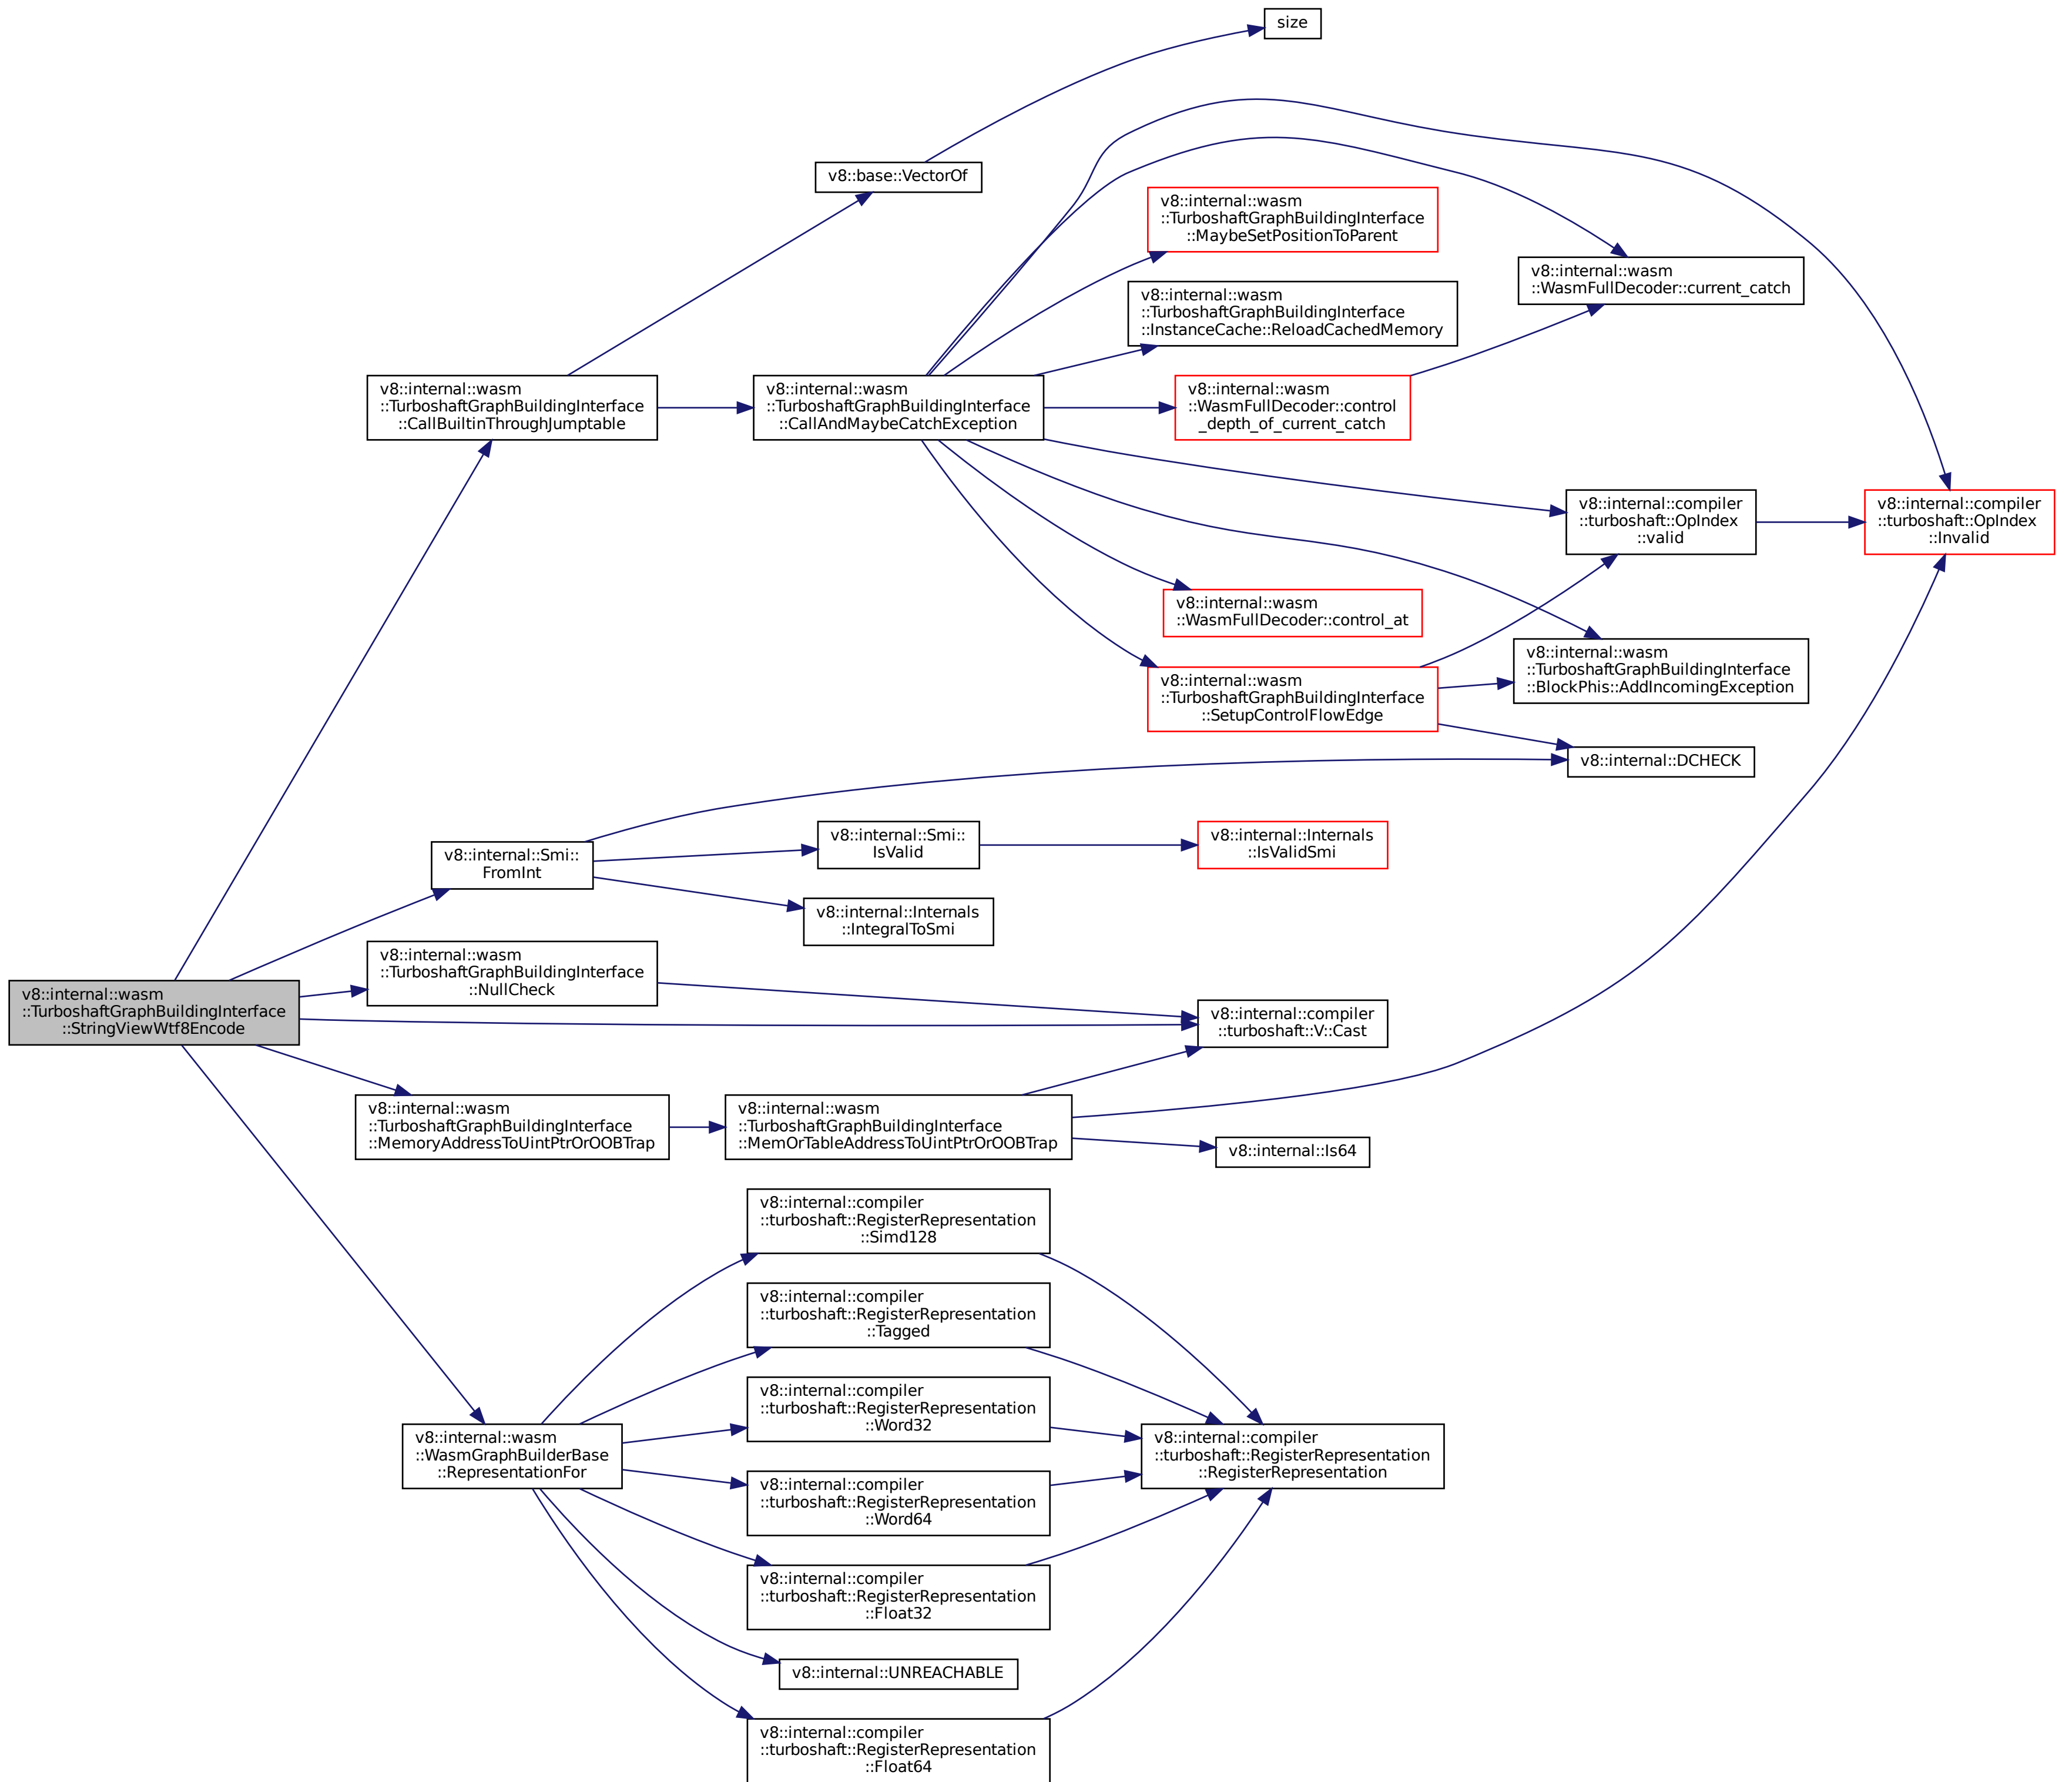 size
v8::base::VectorOf
v8::internal::wasm
::TurboshaftGraphBuildingInterface
::MaybeSetPositionToParent
v8::internal::wasm
::WasmFullDecoder::current_catch
v8::internal::wasm
::TurboshaftGraphBuildingInterface
::InstanceCache::ReloadCachedMemory
v8::internal::wasm
::TurboshaftGraphBuildingInterface
::CallBuiltinThroughJumptable
v8::internal::wasm
::TurboshaftGraphBuildingInterface
::CallAndMaybeCatchException
v8::internal::wasm
::WasmFullDecoder::control
_depth_of_current_catch
v8::internal::compiler
::turboshaft::OpIndex
::valid
v8::internal::compiler
::turboshaft::OpIndex
::Invalid
v8::internal::wasm
::WasmFullDecoder::control_at
v8::internal::wasm
::TurboshaftGraphBuildingInterface
::BlockPhis::AddIncomingException
v8::internal::wasm
::TurboshaftGraphBuildingInterface
::SetupControlFlowEdge
v8::internal::DCHECK
v8::internal::Smi::
FromInt
v8::internal::Smi::
IsValid
v8::internal::Internals
::IsValidSmi
v8::internal::Internals
::IntegralToSmi
v8::internal::wasm
::TurboshaftGraphBuildingInterface
::NullCheck
v8::internal::wasm
::TurboshaftGraphBuildingInterface
::StringViewWtf8Encode
v8::internal::compiler
::turboshaft::V::Cast
v8::internal::wasm
::TurboshaftGraphBuildingInterface
::MemoryAddressToUintPtrOrOOBTrap
v8::internal::wasm
::TurboshaftGraphBuildingInterface
::MemOrTableAddressToUintPtrOrOOBTrap
v8::internal::Is64
v8::internal::compiler
::turboshaft::RegisterRepresentation
::Simd128
v8::internal::compiler
::turboshaft::RegisterRepresentation
::Tagged
v8::internal::compiler
::turboshaft::RegisterRepresentation
::Word32
v8::internal::wasm
::WasmGraphBuilderBase
::RepresentationFor
v8::internal::compiler
::turboshaft::RegisterRepresentation
::RegisterRepresentation
v8::internal::compiler
::turboshaft::RegisterRepresentation
::Word64
v8::internal::compiler
::turboshaft::RegisterRepresentation
::Float32
v8::internal::UNREACHABLE
v8::internal::compiler
::turboshaft::RegisterRepresentation
::Float64